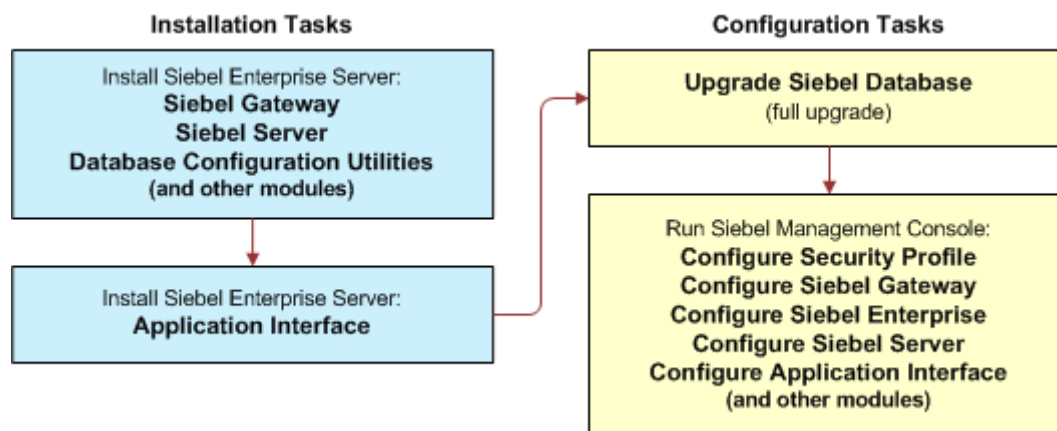 Installation Tasks
Install Siebel Enterprise Server:
Siebel Gateway
Siebel Server
Database Configuration Utilities
(and other modules)
Install Siebel Enterprise Server:
Application Interface
Configuration Tasks
Upgrade Siebel Database
(full upgrade)
Run Siebel Management Console:
Configure Security Profile
Configure Siebel Gateway
Configure Siebel Enterprise
Configure Siebel Server
Configure Application Interface
(and other modules)